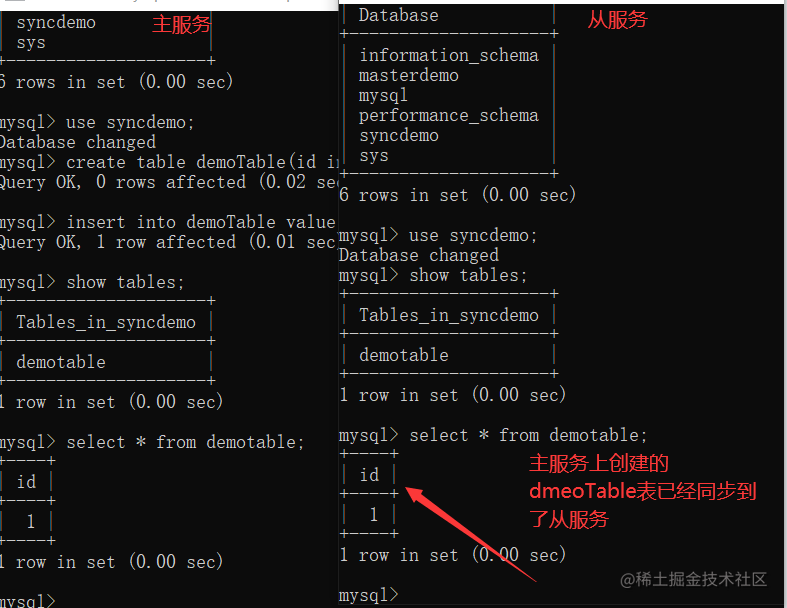 syncdemo
主服务
sys
6 rows in set (0.00 sec)
mysql> use syncdemo;
Database changed
mysql> create table demoTable(id in
Query OK, 0 rows affected (0.02 sec
mysql> insert into demoTable value
Query OK, 1 row affected (0.01 sec
mysql> show tables;
Tables_in_syncdemo
demotable
1 row in set (0.00 sec)
mysql> select * from demotable;
id
1
1 row in set (0.00 sec)
mysql>
Database
从服务
information_schema
masterdemo
mysql
performance_schema
syncdemo
sys
6 rows in set (0.00 sec)
mysql> use syncdemo;
Database changed
mysql> show tables;
Tables_in_syncdemo
demotable
1 row in set (0.00 sec)
mysql> select * from demotable;
id
1
1 row in set (0.00 sec)
mysql>
主服务上创建的
dmeoTable表已经同步到
了从服务
@稀土掘金技术社区